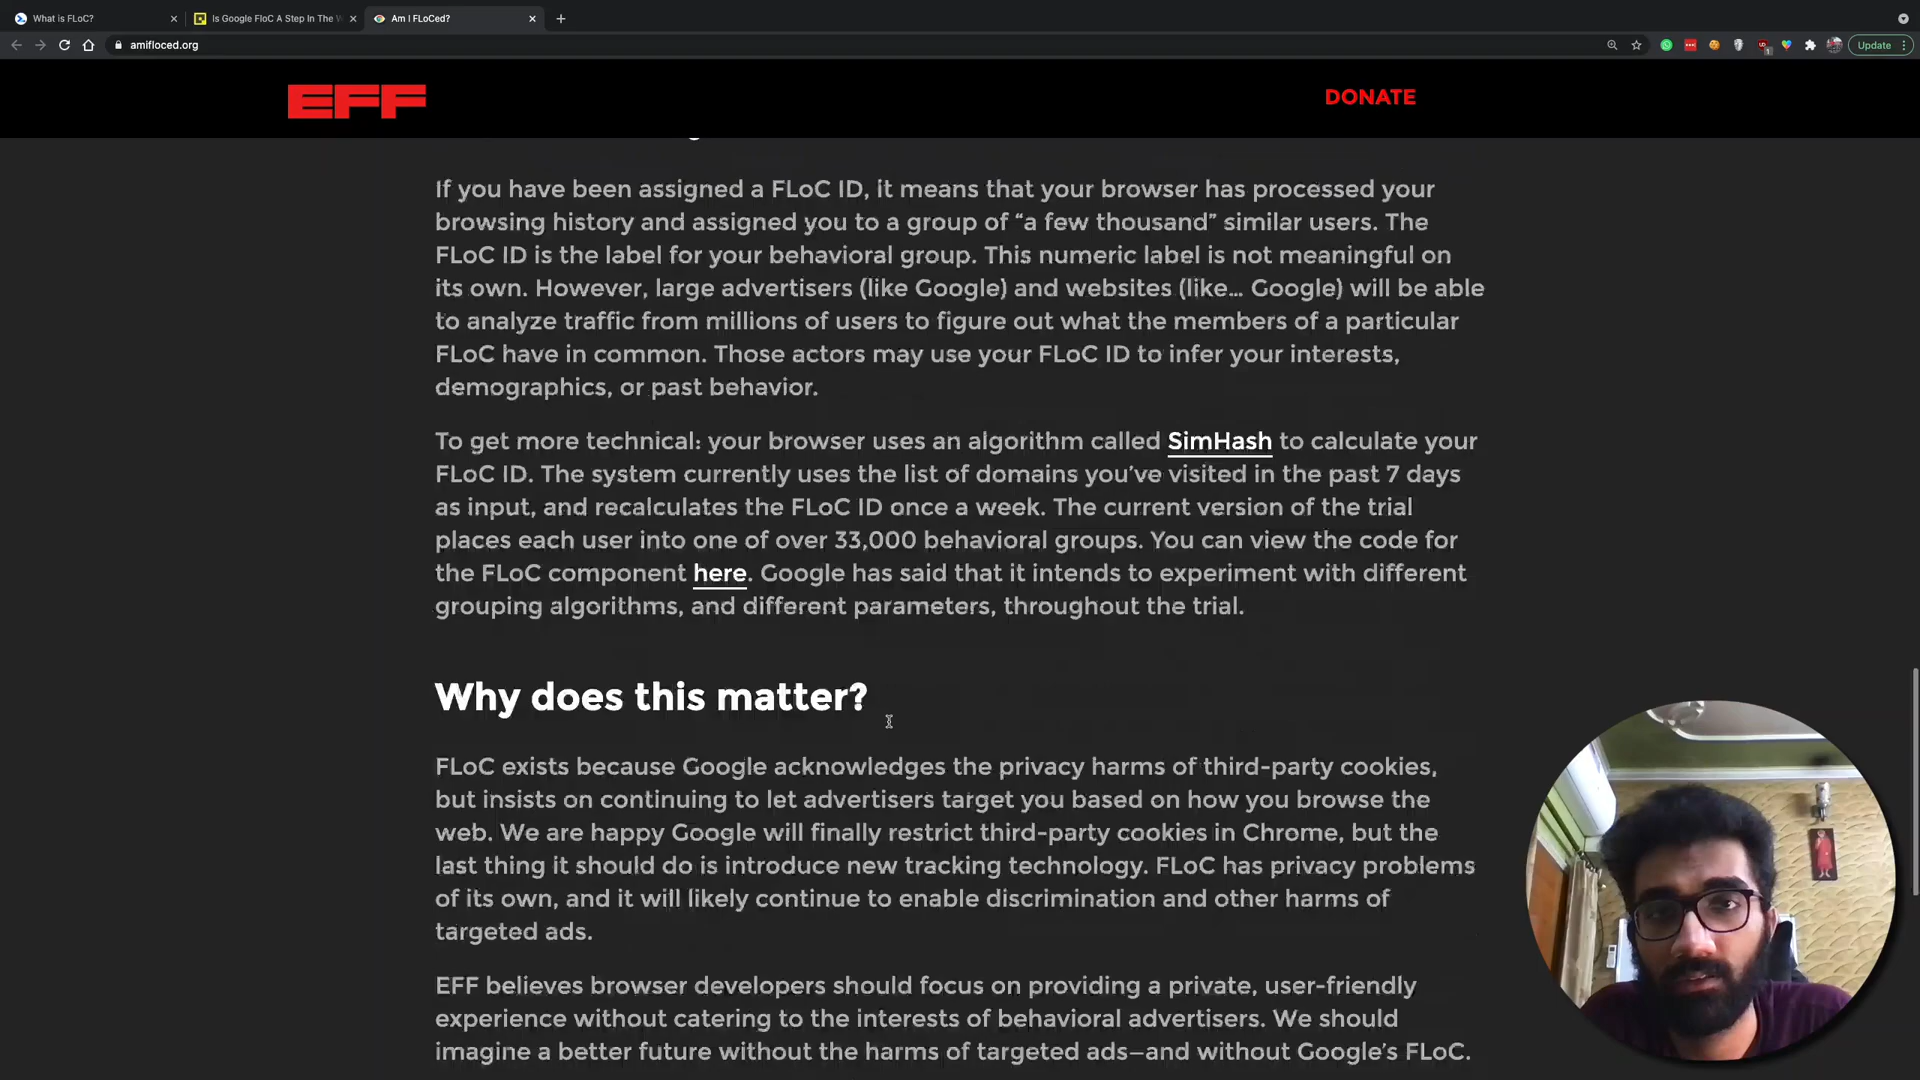 What is FLoC?
Is Google FloC A Step In The
Am I FLoCed?
amifloced.org
Update
EFF
DONATE
If you have been assigned a FLoC ID, it means that your browser has processed your
browsing history and assigned you to a group of “a few thousand” similar users. The
FLoC ID is the label for your behavioral group. This numeric label is not meaningful on
its own. However, large advertisers (like Google) and websites (like… Google) will be able
to analyze traffic from millions of users to figure out what the members of a particular
FLoC have in common. Those actors may use your FLoC ID to infer your interests,
demographics, or past behavior.
To get more technical: your browser uses an algorithm called SimHash to calculate your
FLoC ID. The system currently uses the list of domains you’ve visited in the past 7 days
as input, and recalculates the FLoC ID once a week. The current version of the trial
places each user into one of over 33,000 behavioral groups. You can view the code for
the FLoC component here. Google has said that it intends to experiment with different
grouping algorithms, and different parameters, throughout the trial.
Why does this matter?
FLoC exists because Google acknowledges the privacy harms of third-party cookies,
but insists on continuing to let advertisers target you based on how you browse the
web. We are happy Google will finally restrict third-party cookies in Chrome, but the
last thing it should do is introduce new tracking technology. FLoC has privacy problems
of its own, and it will likely continue to enable discrimination and other harms of
targeted ads.
EFF believes browser developers should focus on providing a private, user-friendly
experience without catering to the interests of behavioral advertisers. We should
imagine a better future without the harms of targeted ads—and without Google’s FLoC.